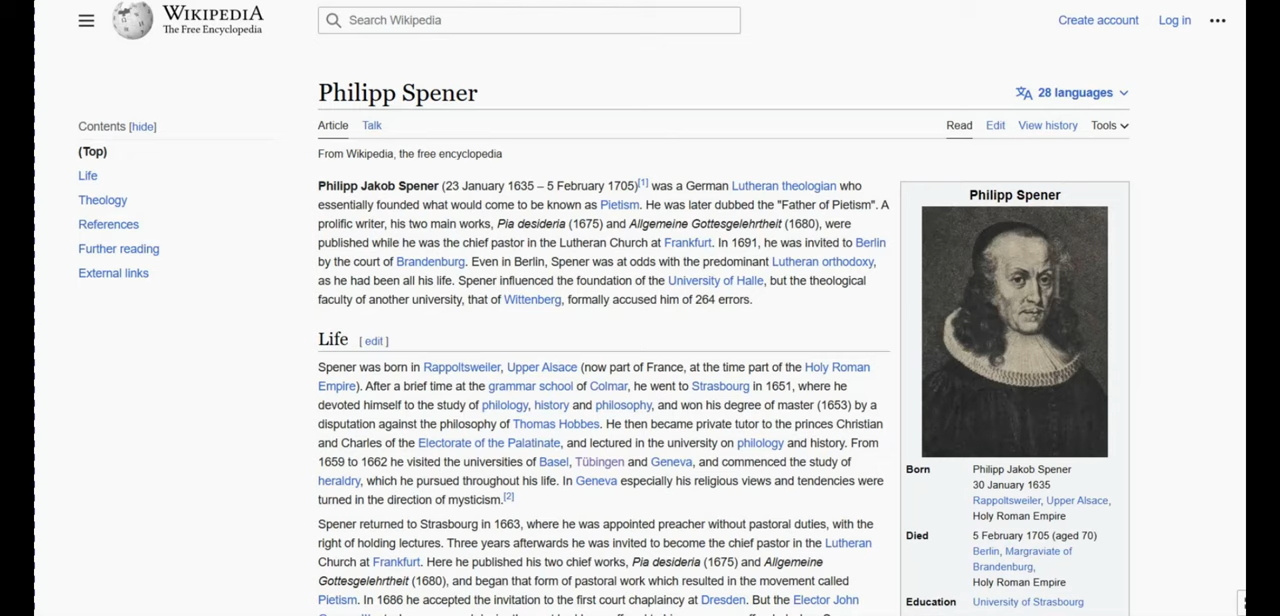 WIKIPEDIA
The Free Encyclopedia
Search Wikipedia
Create account
Log in
Philipp Spener
28 languages
Contents [hide]
(Top)
Life
Theology
References
Further reading
External links
Article Talk
Read Edit View history Tools
From Wikipedia, the free encyclopedia
Philipp Jakob Spener (23 January 1635 – 5 February 1705)[1] was a German Lutheran theologian who
essentially founded what would come to be known as Pietism. He was later dubbed the "Father of Pietism". A
prolific writer, his two main works, Pia desideria (1675) and Allgemeine Gottesgelehrtheit (1680), were
published while he was the chief pastor in the Lutheran Church at Frankfurt. In 1691, he was invited to Berlin
by the court of Brandenburg. Even in Berlin, Spener was at odds with the predominant Lutheran orthodoxy,
as he had been all his life. Spener influenced the foundation of the University of Halle, but the theological
faculty of another university, that of Wittenberg, formally accused him of 264 errors.
Life [ edit ]
Spener was born in Rappoltsweiler, Upper Alsace (now part of France, at the time part of the Holy Roman
Empire). After a brief time at the grammar school of Colmar, he went to Strasbourg in 1651, where he
devoted himself to the study of philology, history and philosophy, and won his degree of master (1653) by a
disputation against the philosophy of Thomas Hobbes. He then became private tutor to the princes Christian
and Charles of the Electorate of the Palatinate, and lectured in the university on philology and history. From
1659 to 1662 he visited the universities of Basel, Tübingen and Geneva, and commenced the study of
heraldry, which he pursued throughout his life. In Geneva especially his religious views and tendencies were
turned in the direction of mysticism.[2]
Spener returned to Strasbourg in 1663, where he was appointed preacher without pastoral duties, with the
right of holding lectures. Three years afterwards he was invited to become the chief pastor in the Lutheran
Church at Frankfurt. Here he published his two chief works, Pia desideria (1675) and Allgemeine
Gottesgelehrtheit (1680), and began that form of pastoral work which resulted in the movement called
Pietism. In 1686 he accepted the invitation to the first court chaplaincy at Dresden. But the Elector John
Philipp Spener
Born Philipp Jakob Spener
30 January 1635
Rappoltsweiler, Upper Alsace,
Holy Roman Empire
Died 5 February 1705 (aged 70)
Berlin, Margraviate of
Brandenburg,
Holy Roman Empire
Education University of Strasbourg